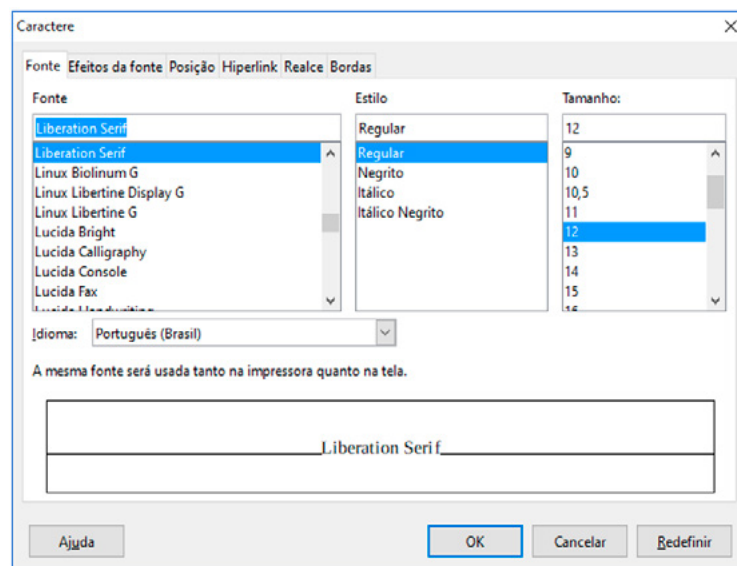 Caractere
Fonte Efeitos da fonte Posição Hiperlink Realce Bordas
Fonte Estilo Tamanho:
Liberation Serif Regular 12
Liberation Serif Regular 9
Linux Biolinum G Negrito 10
Linux Libertine Display G Itálico 10,5
Linux Libertine G Itálico Negrito 11
Lucida Bright 12
Lucida Calligraphy 13
Lucida Console 14
Lucida Fax 15
Lucida Handwriting 16
Idioma: Português (Brasil)
A mesma fonte será usada tanto na impressora quanto na tela.
Liberation Serif
Ajuda OK Cancelar Redefinir